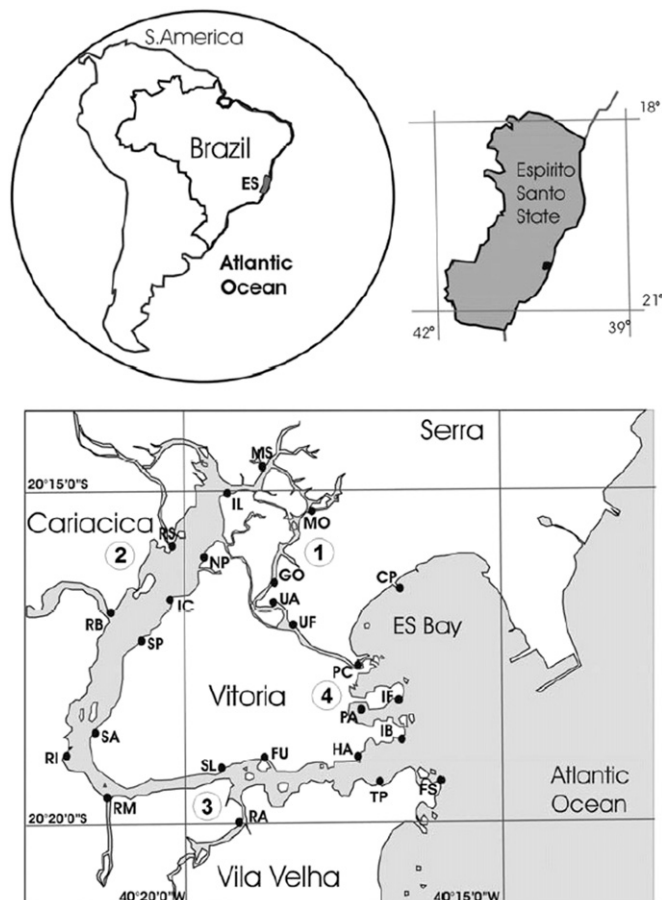 S.America
Brazil
ES
Atlantic
Ocean
18°
Espirito
Santo
State
21°
42°
39°
Serra
MS
20°15'0"S
IL
Cariacica
MO
RS
2
1
NP
GO
CP
IC
UA
RB
UF
ES Bay
SP
PC
Vitoria
4
IF
PA
SA
IB
RI
SL
FU
HA
Atlantic
Ocean
TP
FS
RM
3
20°20'0"S
RA
Vila Velha
40°20'0"W
40°15'0"W